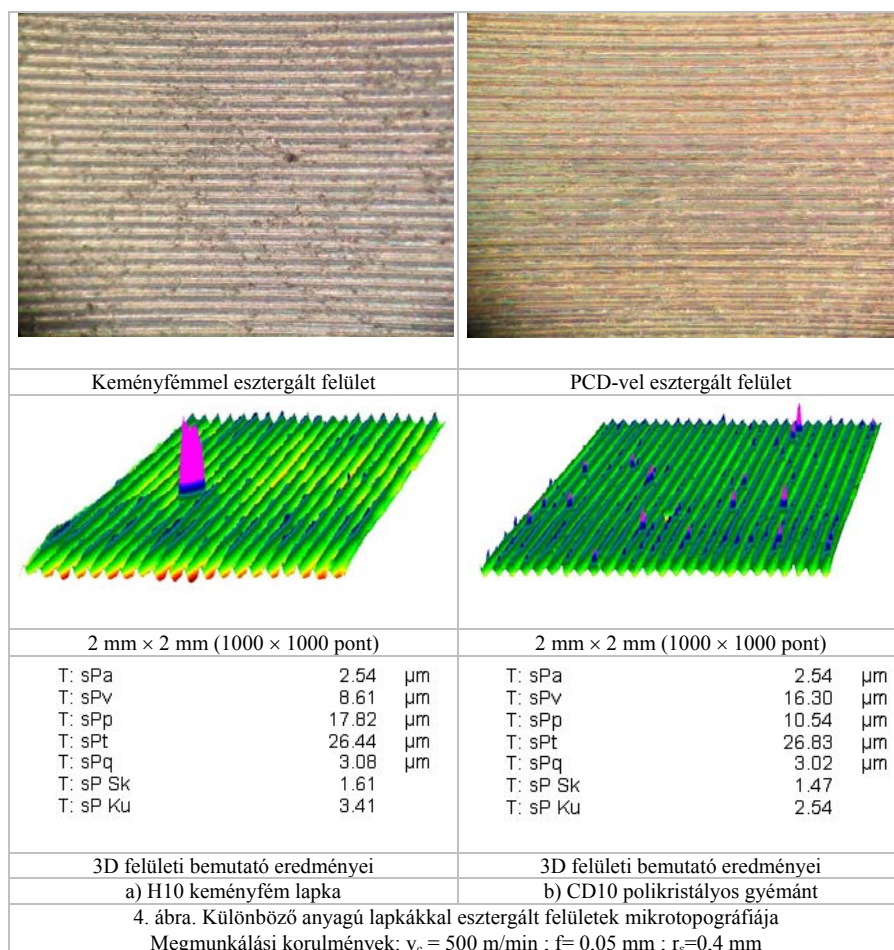 Keményfémmel esztergált felület
PCD-vel esztergált felület
2 mm × 2 mm (1000 × 1000 pont)
2 mm × 2 mm (1000 × 1000 pont)
T: sPa 2.54 µm
T: sPv 8.61 µm
T: sPp 17.82 µm
T: sPt 26.44 µm
T: sPq 3.08 µm
T: sP Sk 1.61
T: sP Ku 3.41
T: sPa 2.54 µm
T: sPv 16.30 µm
T: sPp 10.54 µm
T: sPt 26.83 µm
T: sPq 3.02 µm
T: sP Sk 1.47
T: sP Ku 2.54
3D felületi bemutató eredményei
3D felületi bemutató eredményei
a) H10 keményfém lapka
b) CD10 polikristályos gyémánt
4. ábra. Különböző anyagú lapkákkal esztergált felületek mikrotopográfiája
Megmunkálási korulmények: vc = 500 m/min ; f= 0,05 mm ; rε=0,4 mm